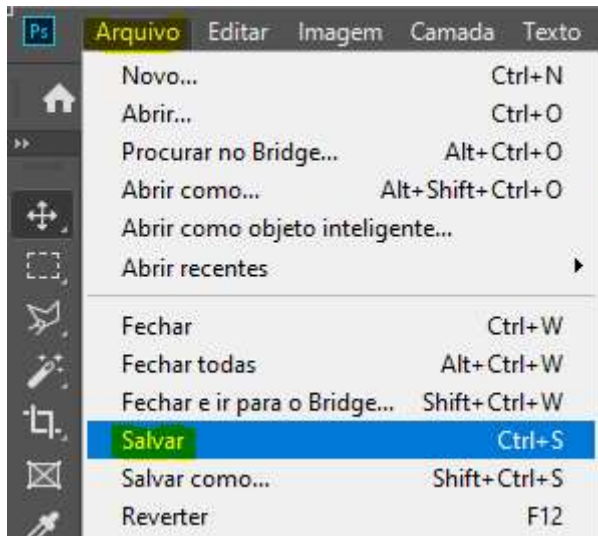 Ps Arquivo Editar Imagem Camada Texto
Novo... Ctrl+N
Abrir... Ctrl+O
Procurar no Bridge... Alt+Ctrl+O
Abrir como... Alt+Shift+Ctrl+O
Abrir como objeto inteligente...
Abrir recentes
Fechar Ctrl+W
Fechar todas Alt+Ctrl+W
Fechar e ir para o Bridge... Shift+Ctrl+W
Salvar Ctrl+S
Salvar como... Shift+Ctrl+S
Reverter F12